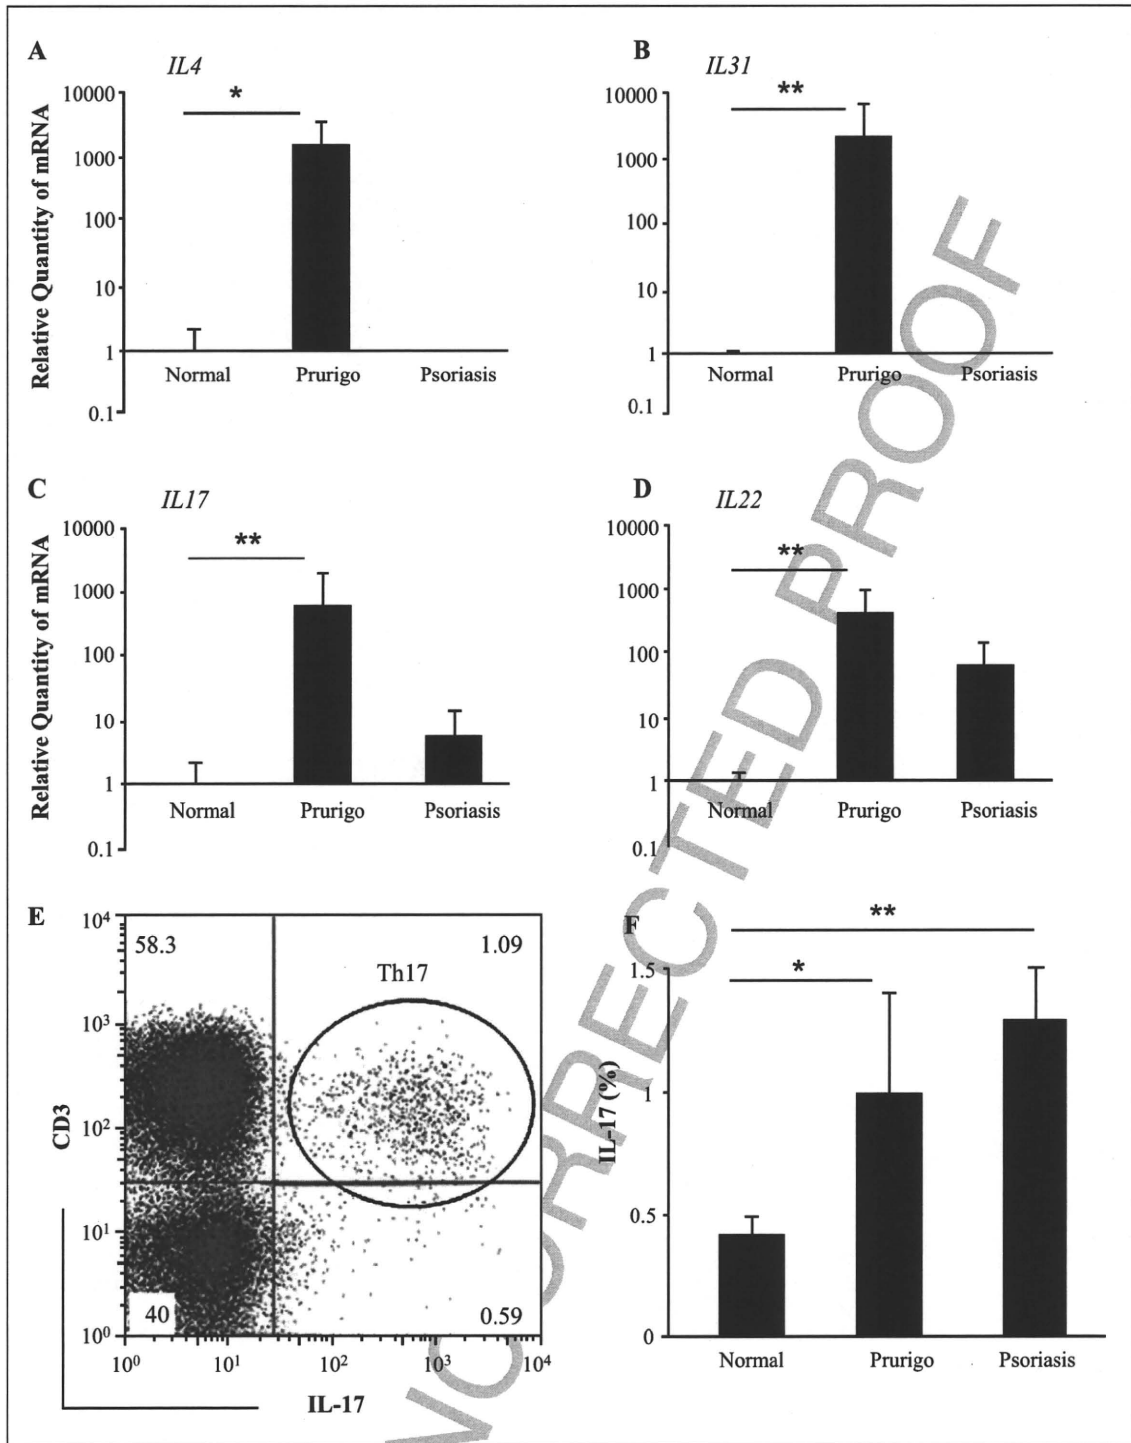 A
IL4
*
10000
1000
100
10
1
0.1
Relative Quantity of mRNA
Normal Prurigo Psoriasis
B
IL31
**
10000
1000
100
10
1
0.1
Normal Prurigo Psoriasis
C
IL17
**
10000
1000
100
10
1
0.1
Relative Quantity of mRNA
Normal Prurigo Psoriasis
D
IL22
**
10000
1000
100
10
1
0.1
Normal Prurigo Psoriasis
E
58.3
1.09
Th17
40
0.59
10⁴
10³
10²
10¹
10⁰
CD3
10⁰ 10¹ 10² 10³ 10⁴
IL-17
F
**
*
1.5
1
0.5
0
IL-17 (%)
Normal Prurigo Psoriasis
NCORRECTED PROOF